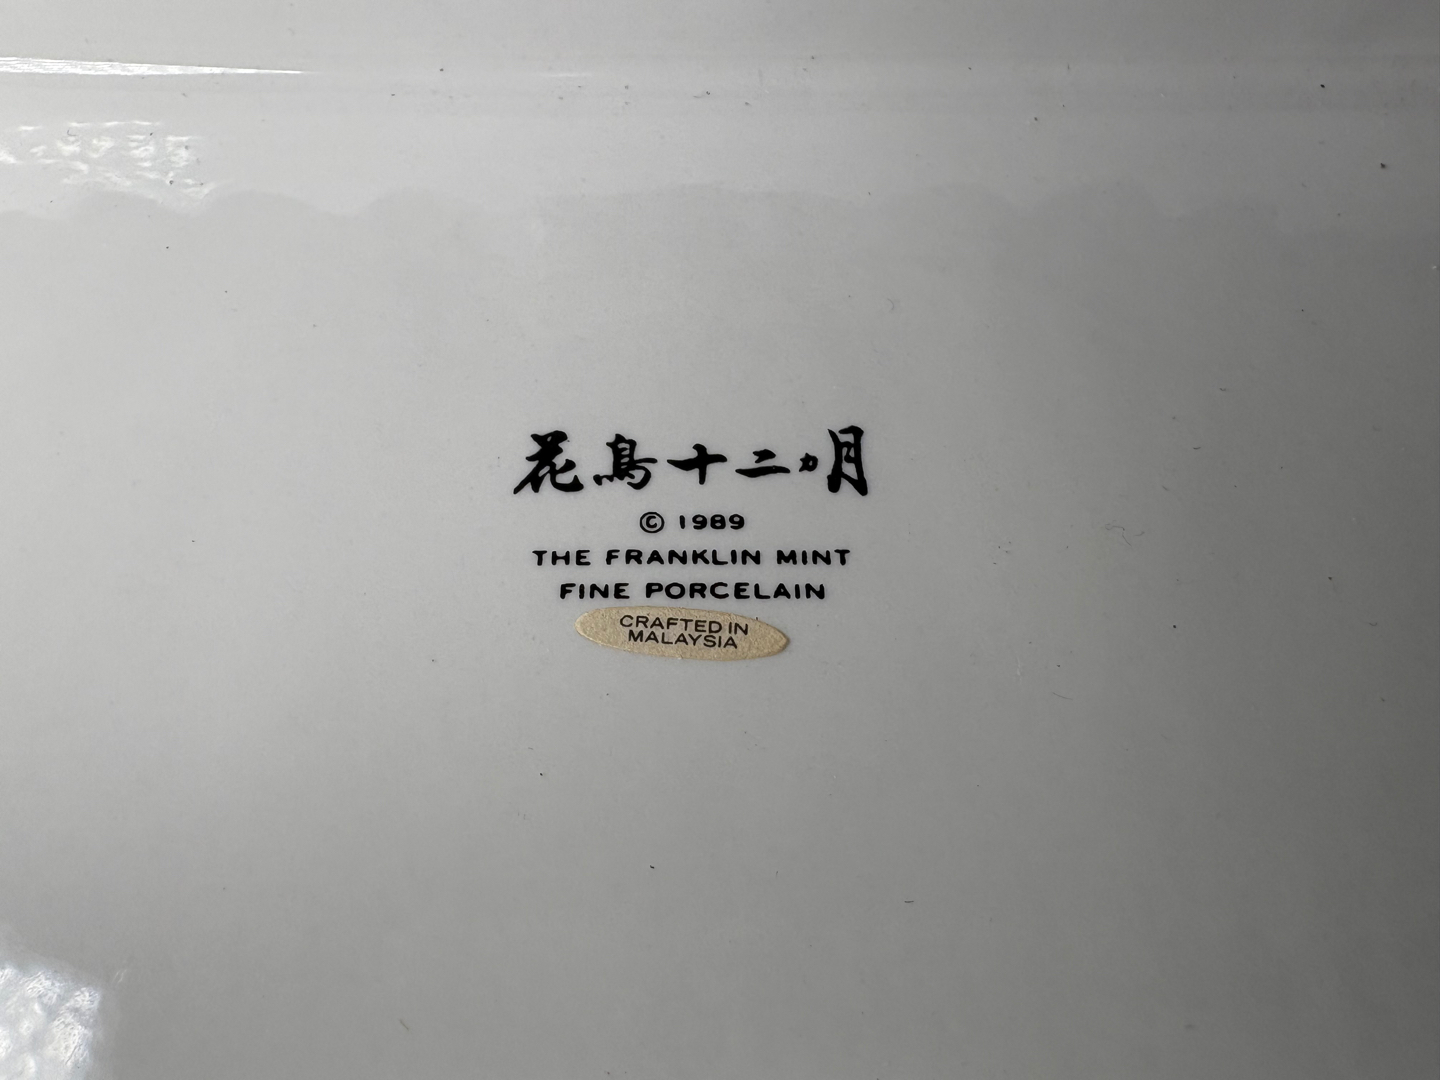 花鳥十二カ月
© 1989
THE FRANKLIN MINT
FINE PORCELAIN
CRAFTED IN
MALAYSIA